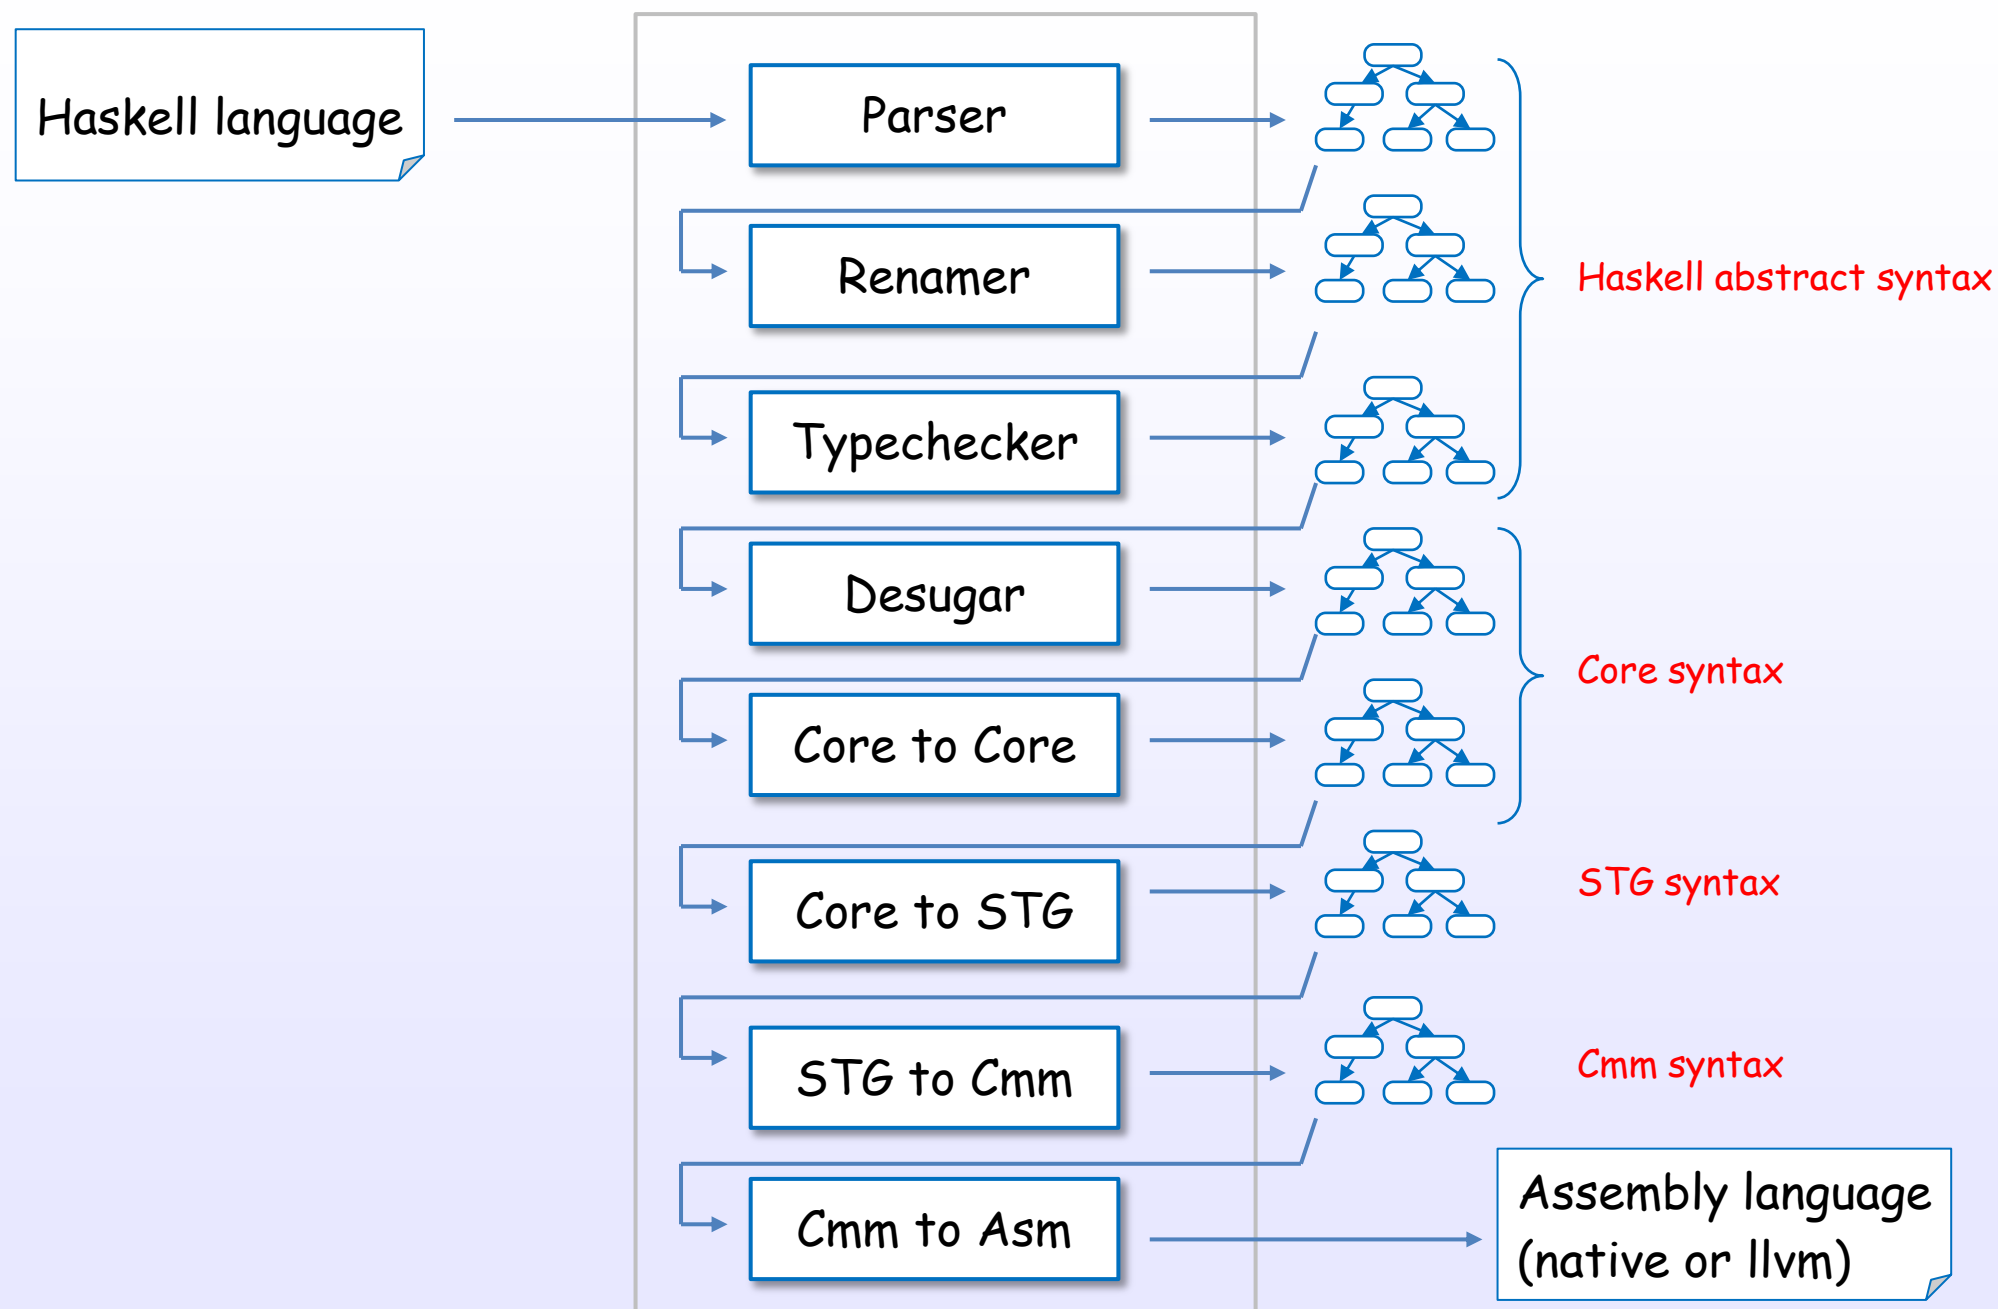 Haskell language
Parser
Renamer
Haskell abstract syntax
Typechecker
Desugar
Core syntax
Core to Core
Core to STG
STG syntax
STG to Cmm
Cmm syntax
Cmm to Asm
Assembly language
(native or llvm)